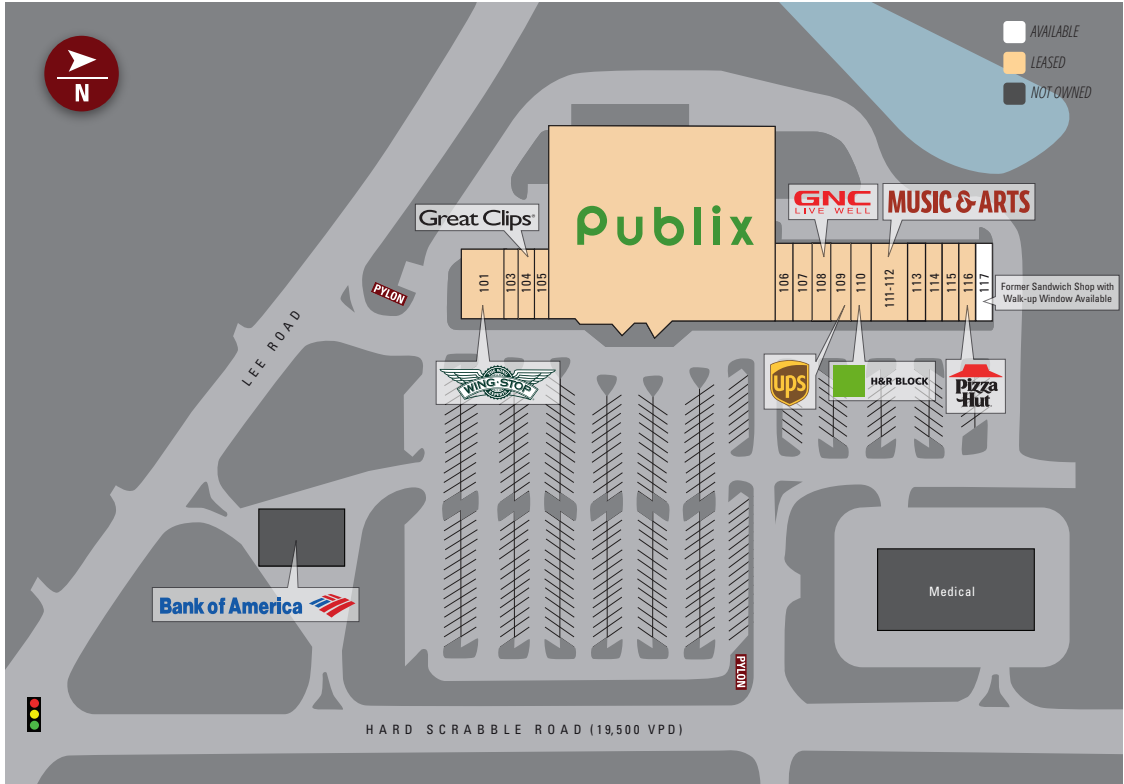 AVAILABLE
LEASED
NOT OWNED
N
Great Clips®
Publix
GNC
LIVE WELL
MUSIC & ARTS
101
103
104
105
106
107
108
109
110
111-112
113
114
115
116
117
Former Sandwich Shop with
Walk-up Window Available
PYLON
LEE ROAD
WING·STOP
ups
H&R BLOCK
Pizza
Hut
Bank of America
Medical
PYLON
HARD SCRABBLE ROAD (19,500 VPD)